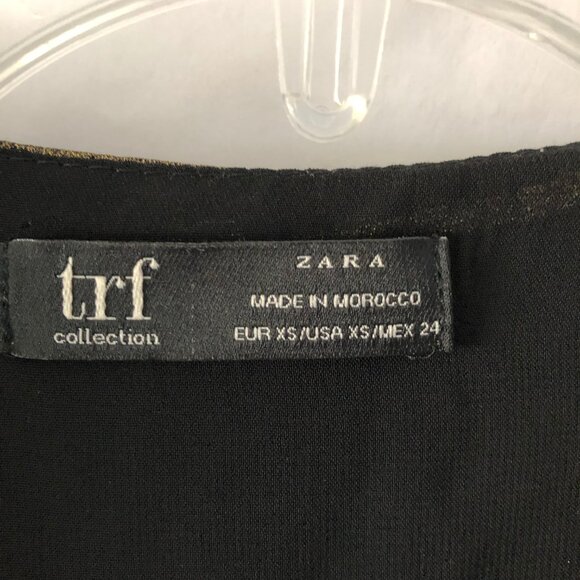 trf
collection
ZARA
MADE IN MOROCCO
EUR XS/USA XS/MEX 24